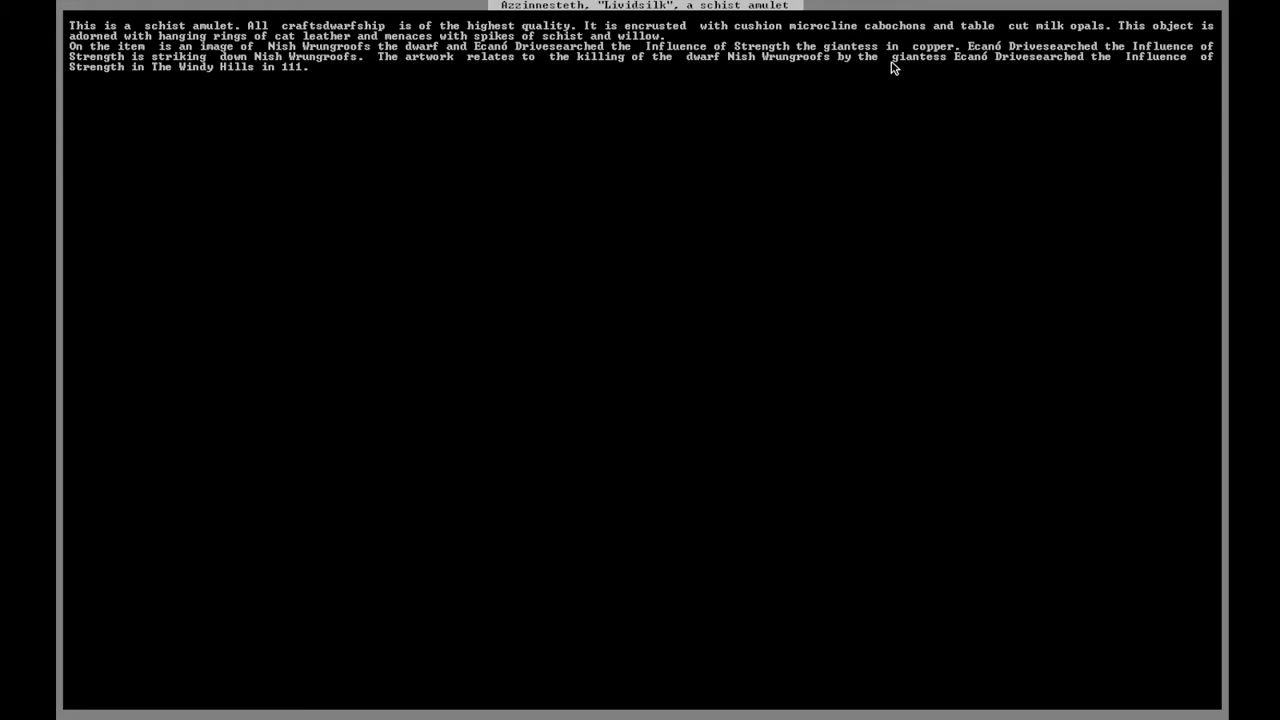 Azzinnesteth, "Lividsilk", a schist amulet
This is a schist amulet. All craftsdwarfship is of the highest quality. It is encrusted with cushion microcline cabochons and table cut milk opals. This object is
adorned with hanging rings of cat leather and menaces with spikes of schist and willow.
On the item is an image of Nish Wrungroofs the dwarf and Ecanó Drivesearched the Influence of Strength the giantess in copper. Ecanó Drivesearched the Influence of
Strength is striking down Nish Wrungroofs. The artwork relates to the killing of the dwarf Nish Wrungroofs by the giantess Ecanó Drivesearched the Influence of
Strength in The Windy Hills in 111.